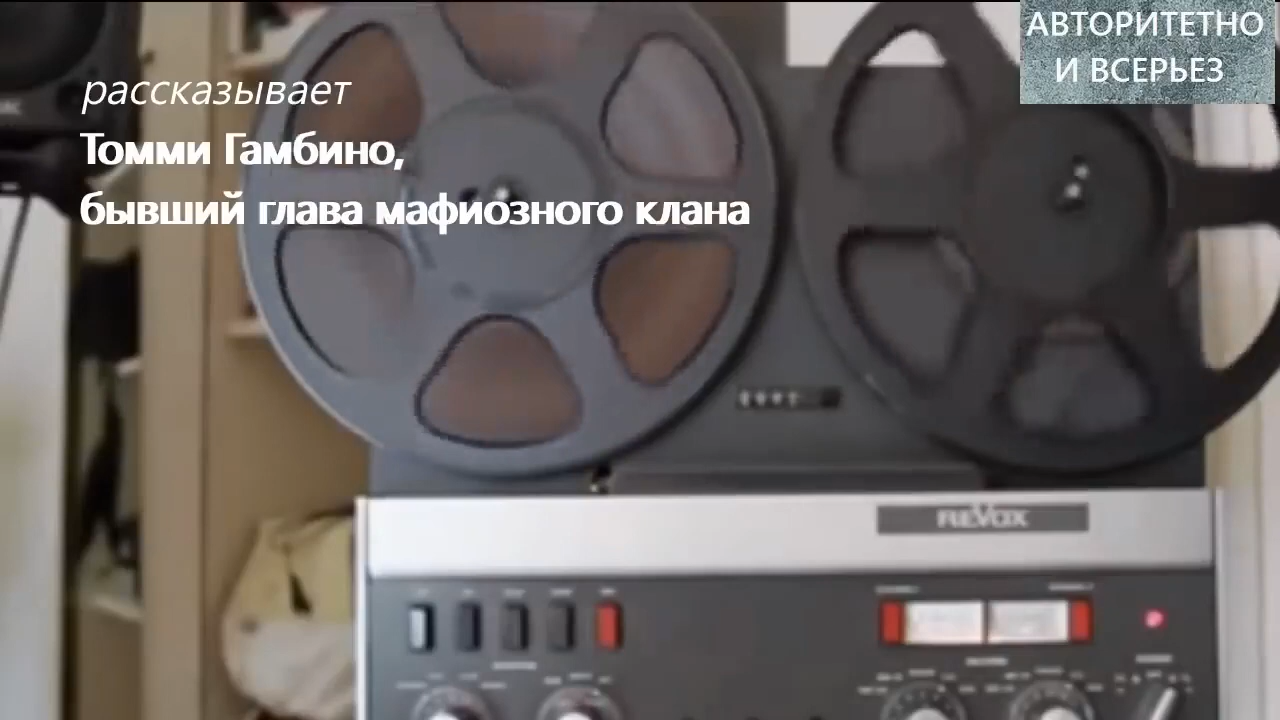 АВТОРИТЕТНО
И ВСЕРЬЕЗ
рассказывает
Томми Гамбино,
бывший глава мафиозного клана
REVOX